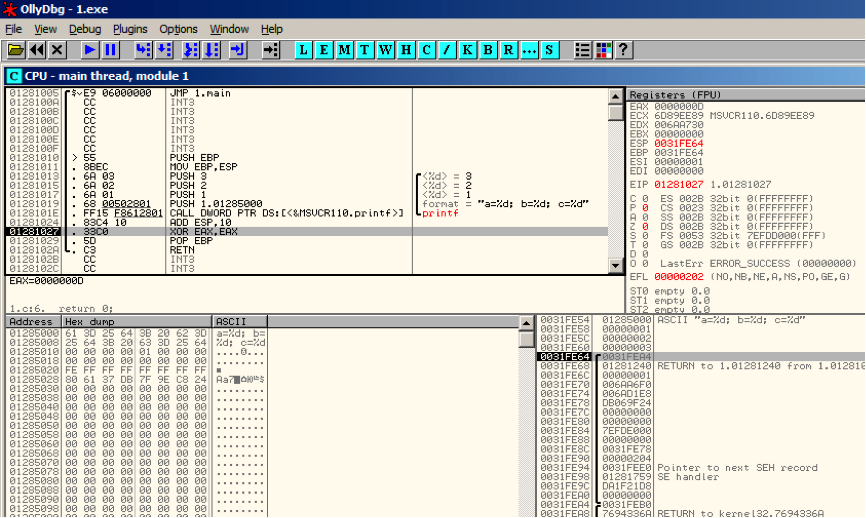 OllyDbg - 1.exe
File View Debug Plugins Options Window Help
L E M T W H C / K B R ... S ?
C CPU - main thread, module 1
01281005 $ E9 06000000 JMP 1.main
0128100A CC INT3
0128100B CC INT3
0128100C CC INT3
0128100D CC INT3
0128100E CC INT3
0128100F CC INT3
01281010 > 55 PUSH EBP
01281011 . 8BEC MOV EBP,ESP
01281013 . 6A 03 PUSH 3 <%d> = 3
01281015 . 6A 02 PUSH 2 <%d> = 2
01281017 . 6A 01 PUSH 1 <%d> = 1
01281019 . 68 00502801 PUSH 1.01285000 format = "a=%d; b=%d; c=%d"
0128101E . FF15 F8612801 CALL DWORD PTR DS:[<&MSVCR110.printf>] printf
01281024 . 83C4 10 ADD ESP,10
01281027 . 33C0 XOR EAX,EAX
01281029 . 5D POP EBP
0128102A . C3 RETN
0128102B CC INT3
0128102C CC INT3
EAX=0000000D
1.c:6. return 0;
Registers (FPU)
EAX 0000000D
ECX 6D89EE89 MSVCR110.6D89EE89
EDX 006AA730
EBX 00000000
ESP 0031FE64
EBP 0031FE64
ESI 00000001
EDI 00000000
EIP 01281027 1.01281027
C 0 ES 002B 32bit 0(FFFFFFFF)
P 0 CS 0023 32bit 0(FFFFFFFF)
A 0 SS 002B 32bit 0(FFFFFFFF)
Z 0 DS 002B 32bit 0(FFFFFFFF)
S 0 FS 0053 32bit 7EFDD000(FFF)
T 0 GS 002B 32bit 0(FFFFFFFF)
D 0
O 0 LastErr ERROR_SUCCESS (00000000)
EFL 00000202 (NO,NB,NE,A,NS,PO,GE,G)
ST0 empty 0.0
ST1 empty 0.0
ST2 empty 0.0
Address Hex dump ASCII
01285000 61 3D 25 64 3B 20 62 3D a=%d; b=
01285008 25 64 3B 20 63 3D 25 64 %d; c=%d
01285010 00 00 00 00 01 00 00 00
01285018 00 00 00 00 00 00 00 00 ........
01285020 FE FF FF FF FF FF FF FF
01285028 80 61 37 DB 7F 9E C8 24
01285030 00 00 00 00 00 00 00 00 ........
01285038 00 00 00 00 00 00 00 00 ........
01285040 00 00 00 00 00 00 00 00 ........
01285048 00 00 00 00 00 00 00 00 ........
01285050 00 00 00 00 00 00 00 00 ........
01285058 00 00 00 00 00 00 00 00 ........
01285060 00 00 00 00 00 00 00 00 ........
01285068 00 00 00 00 00 00 00 00 ........
01285070 00 00 00 00 00 00 00 00 ........
01285078 00 00 00 00 00 00 00 00 ........
01285080 00 00 00 00 00 00 00 00 ........
01285088 00 00 00 00 00 00 00 00 ........
01285090 00 00 00 00 00 00 00 00 ........
01285098 00 00 00 00 00 00 00 00 ........
0031FE54 01285000 ASCII "a=%d; b=%d; c=%d"
0031FE58 00000001
0031FE5C 00000002
0031FE60 00000003
0031FE64 0031FEA4
0031FE68 01281240 RETURN to 1.01281240 from 1.012810
0031FE6C 00000001
0031FE70 006AA6F0
0031FE74 006AD1E8
0031FE78 DB069F24
0031FE7C 00000000
0031FE80 00000000
0031FE84 7EFDE000
0031FE88 00000000
0031FE8C 0031FE78
0031FE90 00000204
0031FE94 0031FEE0 Pointer to next SEH record
0031FE98 01281759 SE handler
0031FE9C DA1F21D8
0031FEA0 00000000
0031FEA4 0031FEB0
0031FEA8 7694336A RETURN to kernel32.7694336A